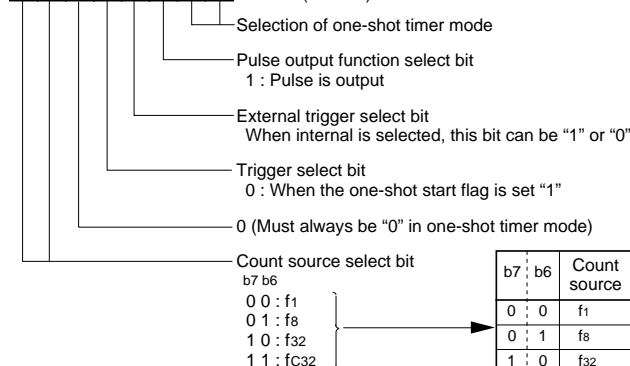 Selection of one-shot timer mode
Pulse output function select bit
1 : Pulse is output
External trigger select bit
When internal is selected, this bit can be “1” or “0”
Trigger select bit
0 : When the one-shot start flag is set “1”
0 (Must always be “0” in one-shot timer mode)
Count source select bit
b7 b6
0 0 : f1
0 1 : f8
1 0 : f32
1 1 : fC32
b7 b6 Count source
0 0 f1
0 1 f8
1 0 f32